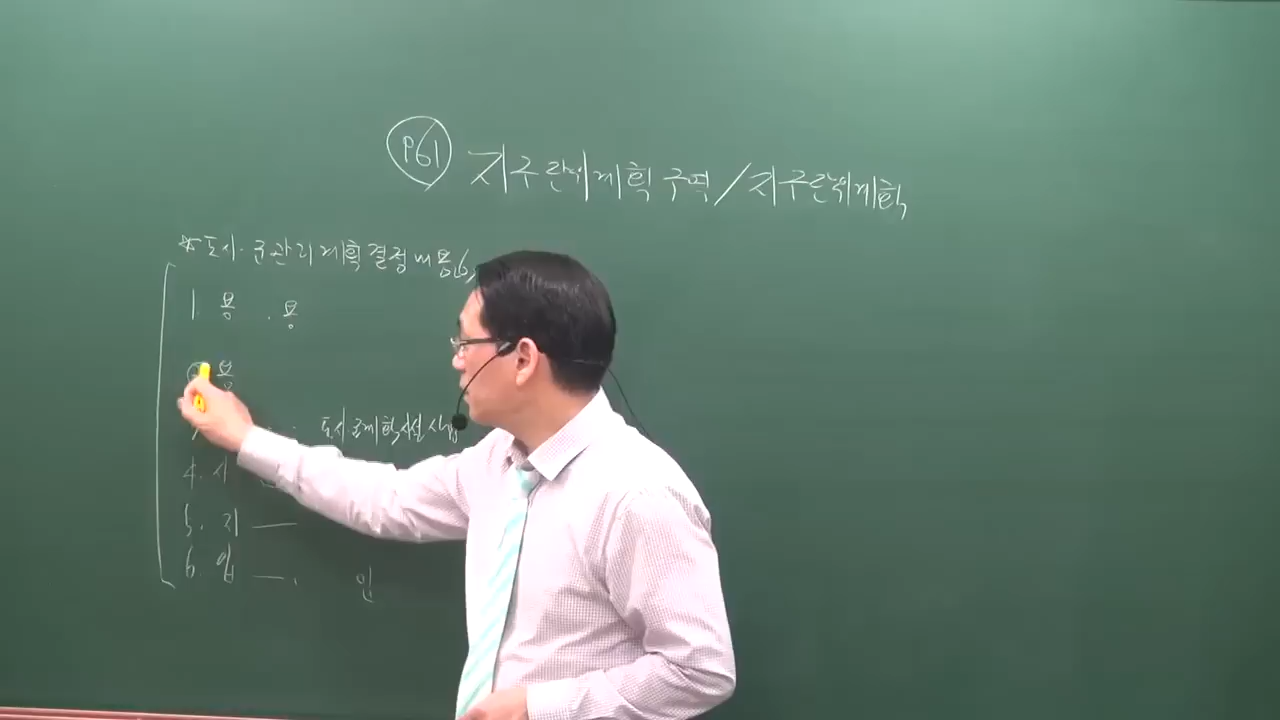 P61 지구단위계획구역/지구단위계획
* 도시·군관리계획결정내용6
1. 용 . 용
용
도시군계획시설사업
4. 시
5. 지 —
6. 입 — . 인